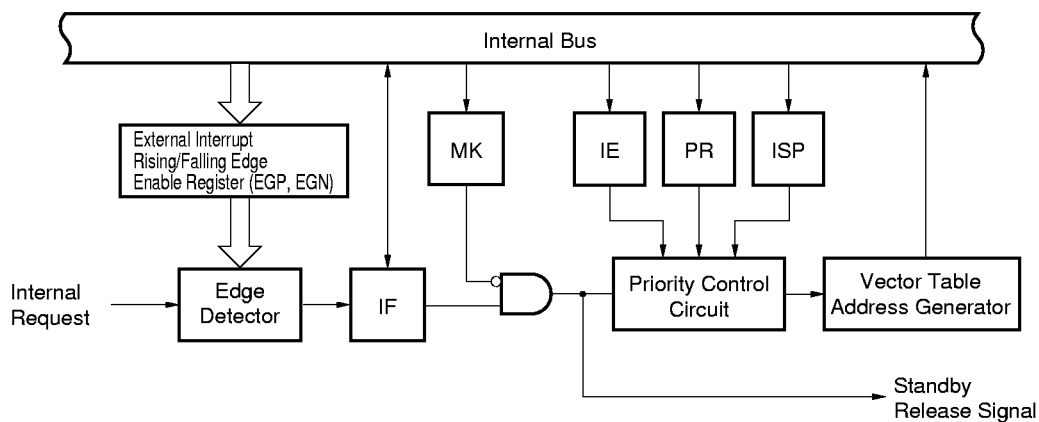 Internal Bus
External Interrupt
Rising/Falling Edge
Enable Register (EGP, EGN)
MK
IE
PR
ISP
Internal
Request
Edge
Detector
IF
Priority Control
Circuit
Vector Table
Address Generator
Standby
Release Signal